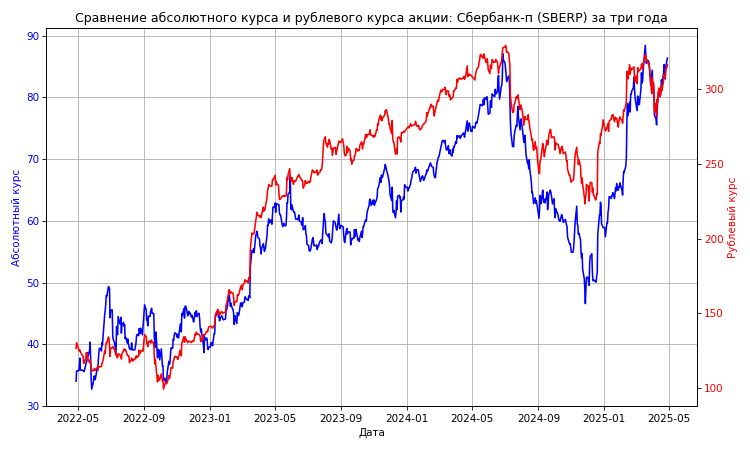 Сравнение абсолютного курса и рублевого курса акции: Сбербанк-п (SBERP) за три года
90
80
70
60
50
40
30
Абсолютный курс
300
250
200
150
100
Рублевый курс
2022-05 2022-09 2023-01 2023-05 2023-09 2024-01 2024-05 2024-09 2025-01 2025-05
Дата